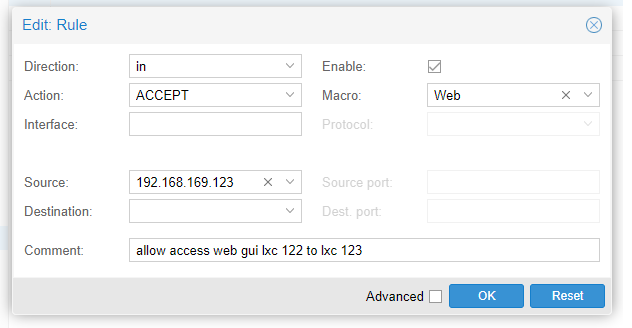 Edit: Rule
Direction: in Enable:
Action: ACCEPT Macro: Web
Interface: Protocol:
Source: 192.168.169.123 Source port:
Destination: Dest. port:
Comment: allow access web gui lxc 122 to lxc 123
Advanced OK Reset